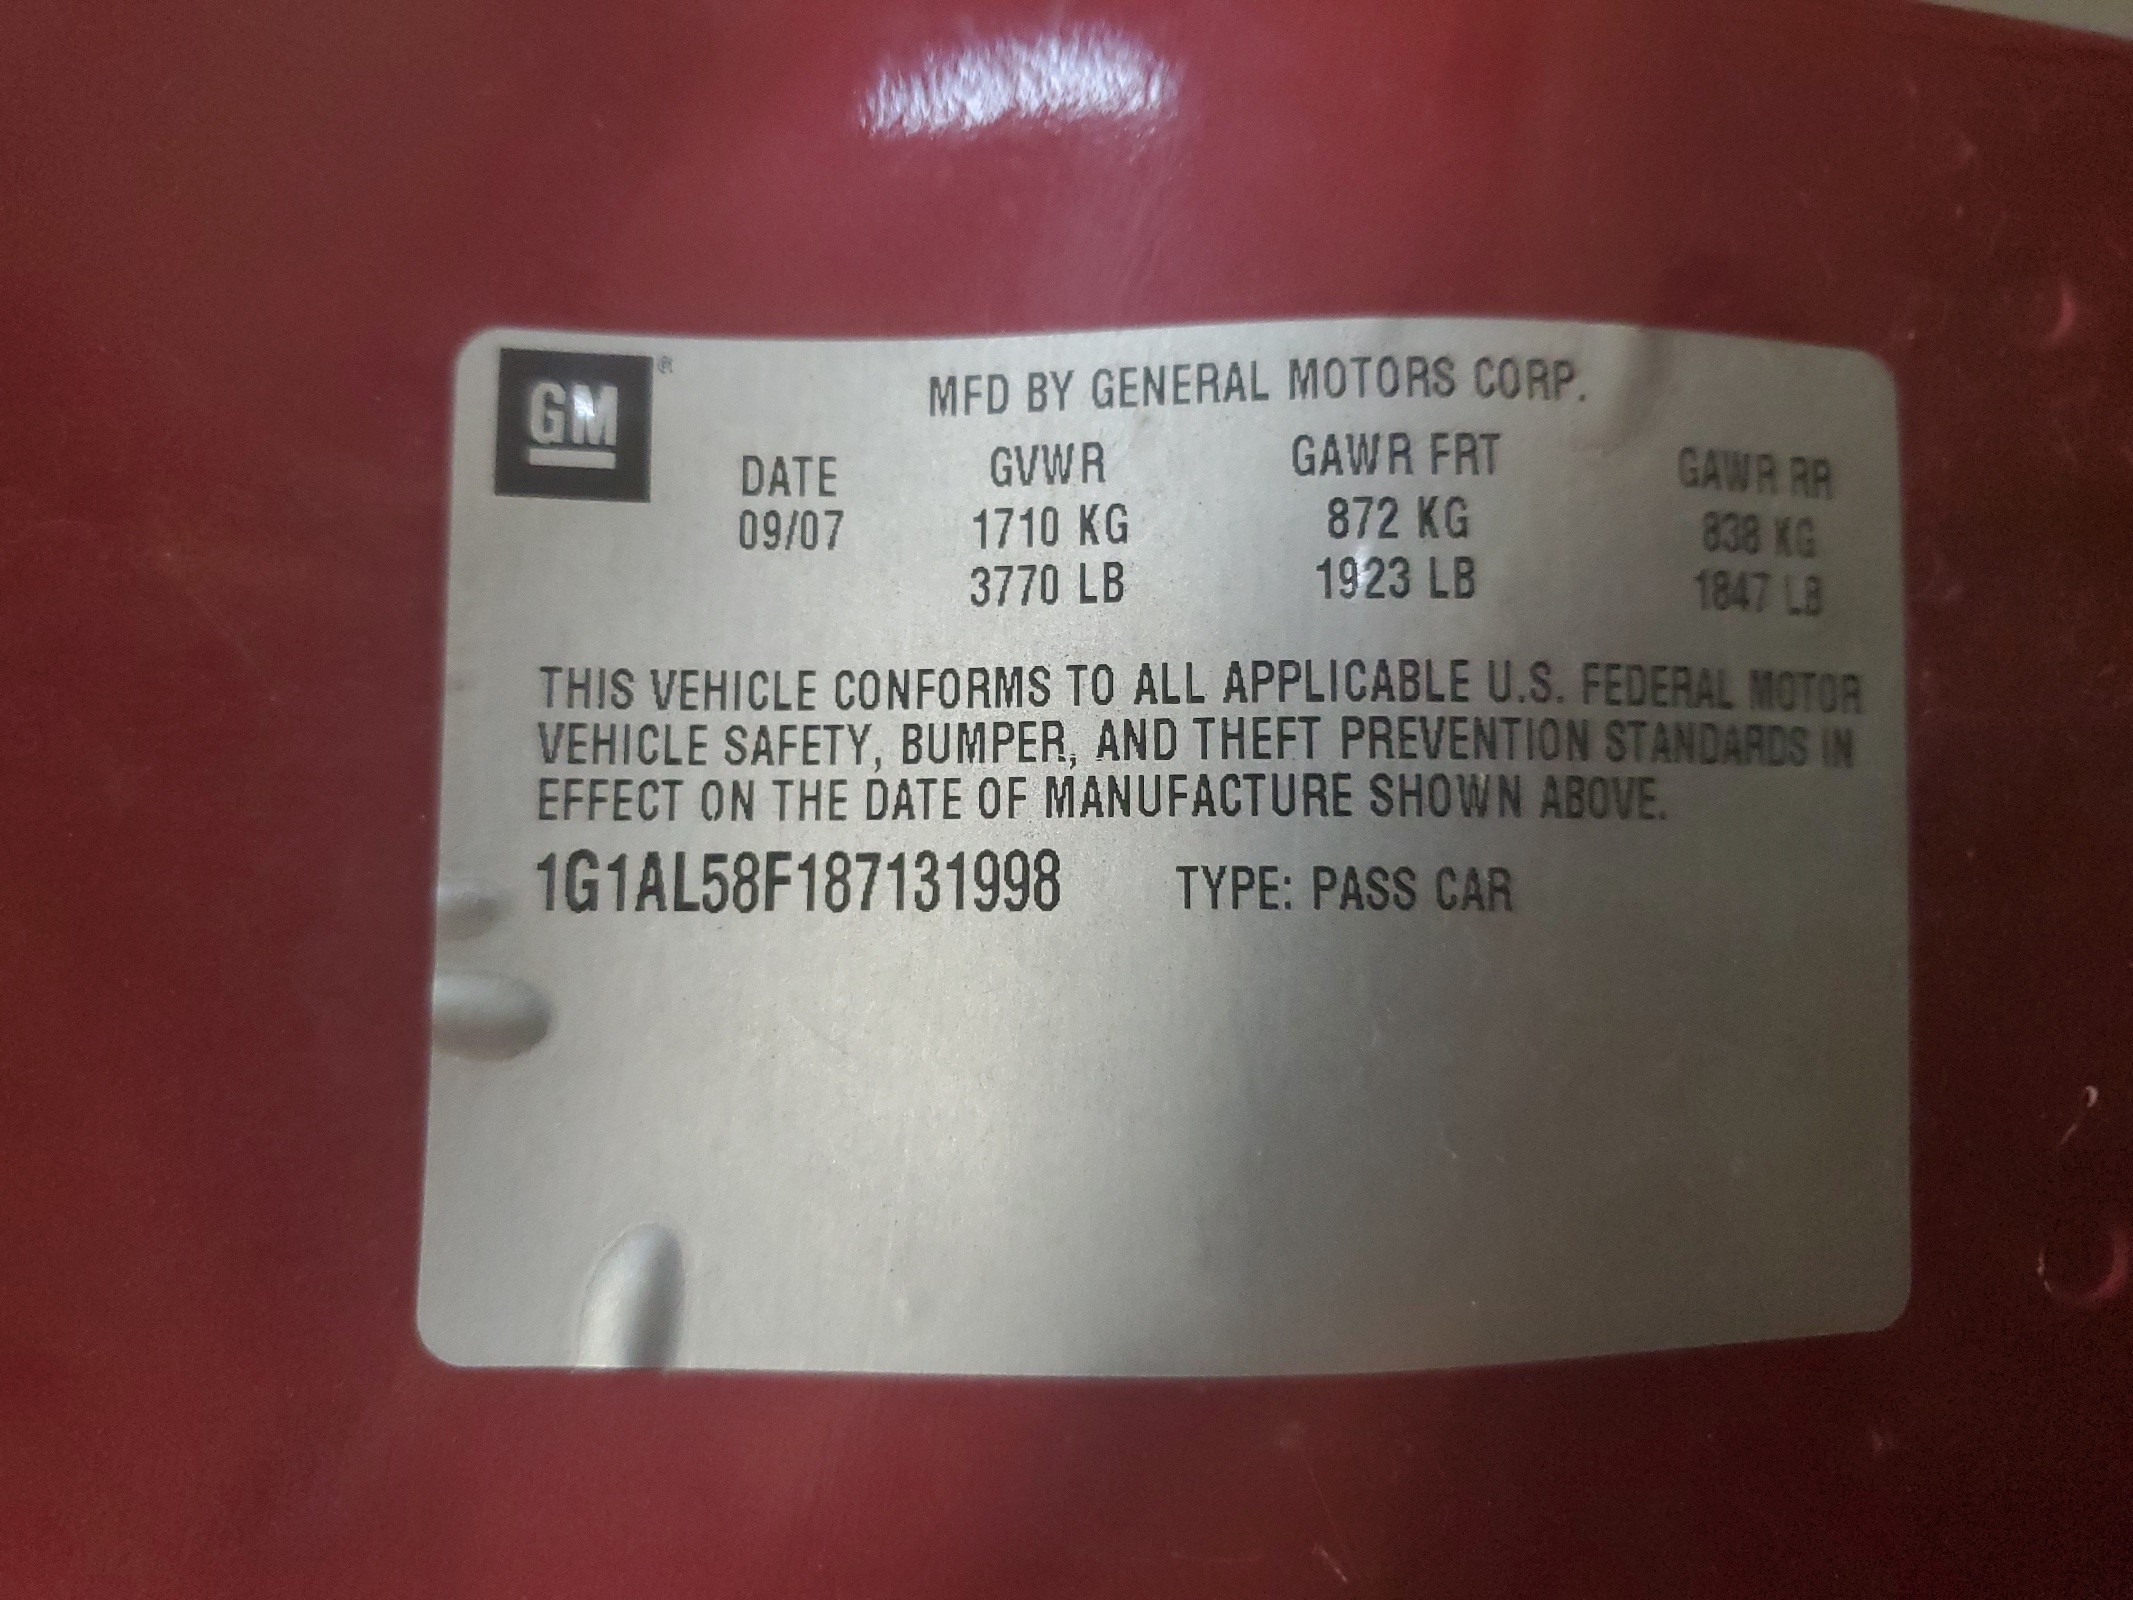 GM ®
MFD BY GENERAL MOTORS CORP.
DATE GVWR GAWR FRT GAWR RR
09/07 1710 KG 872 KG 838 KG
3770 LB 1923 LB 1847 LB
THIS VEHICLE CONFORMS TO ALL APPLICABLE U.S. FEDERAL MOTOR
VEHICLE SAFETY, BUMPER, AND THEFT PREVENTION STANDARDS IN
EFFECT ON THE DATE OF MANUFACTURE SHOWN ABOVE.
1G1AL58F187131998 TYPE: PASS CAR